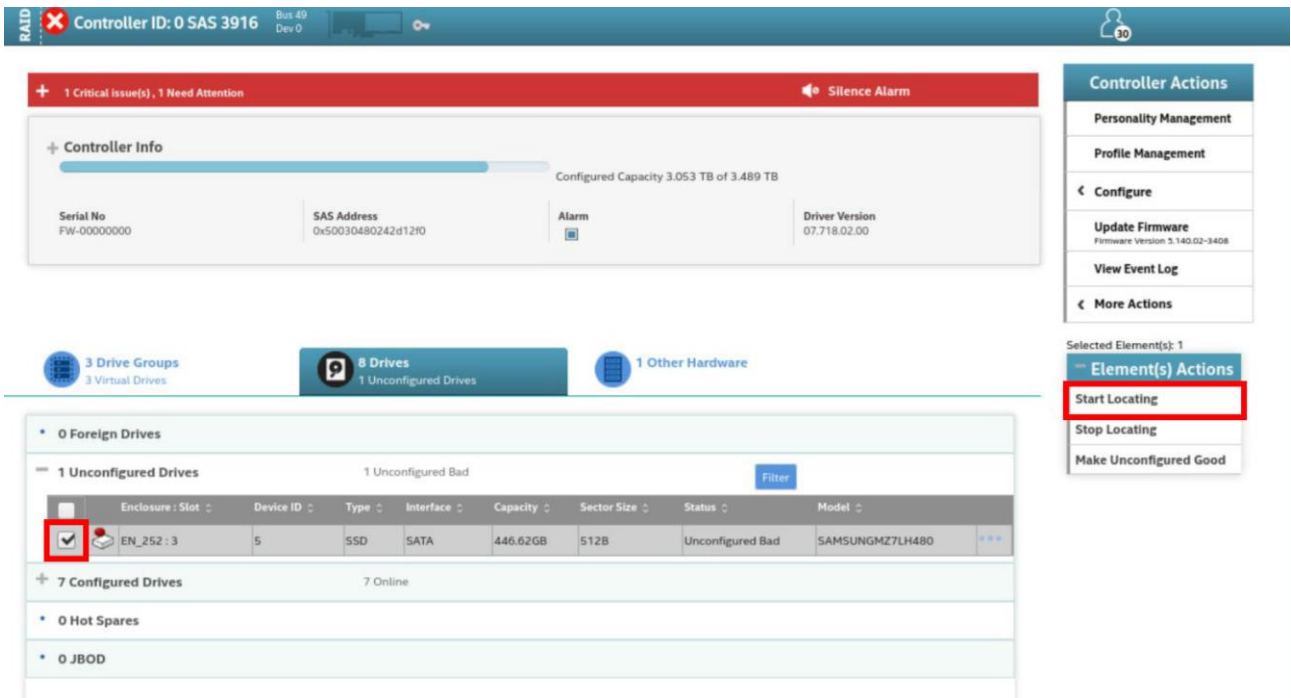 RAID
Controller ID: 0 SAS 3916
Bus 49
Dev 0
30
1 Critical issue(s) , 1 Need Attention
Silence Alarm
Controller Info
Configured Capacity 3.053 TB of 3.489 TB
Serial No
FW-00000000
SAS Address
0x50030480242d12f0
Alarm
Driver Version
07.718.02.00
Controller Actions
Personality Management
Profile Management
Configure
Update Firmware
Firmware Version 5.140.02-3408
View Event Log
More Actions
3 Drive Groups
3 Virtual Drives
8 Drives
1 Unconfigured Drives
1 Other Hardware
Selected Element(s): 1
Element(s) Actions
Start Locating
Stop Locating
Make Unconfigured Good
0 Foreign Drives
1 Unconfigured Drives 1 Unconfigured Bad Filter
Enclosure : Slot Device ID Type Interface Capacity Sector Size Status Model
EN_252 : 3 5 SSD SATA 446.62GB 512B Unconfigured Bad SAMSUNGMZ7LH480
7 Configured Drives 7 Online
0 Hot Spares
0 JBOD